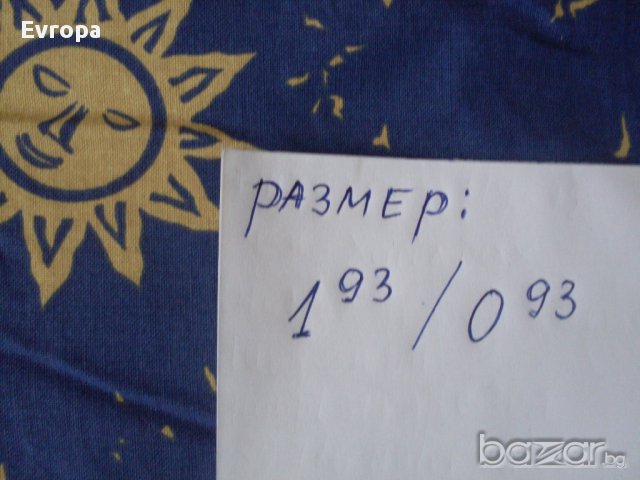 Evropa
размер:
1⁹³ / 0⁹³
bazar.bg